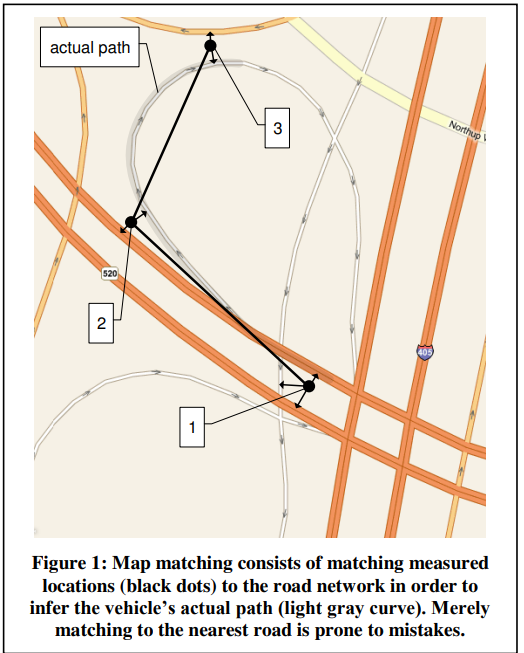 actual path
3
Northup
520
2
405
1
Figure 1: Map matching consists of matching measured
locations (black dots) to the road network in order to
infer the vehicle's actual path (light gray curve). Merely
matching to the nearest road is prone to mistakes.